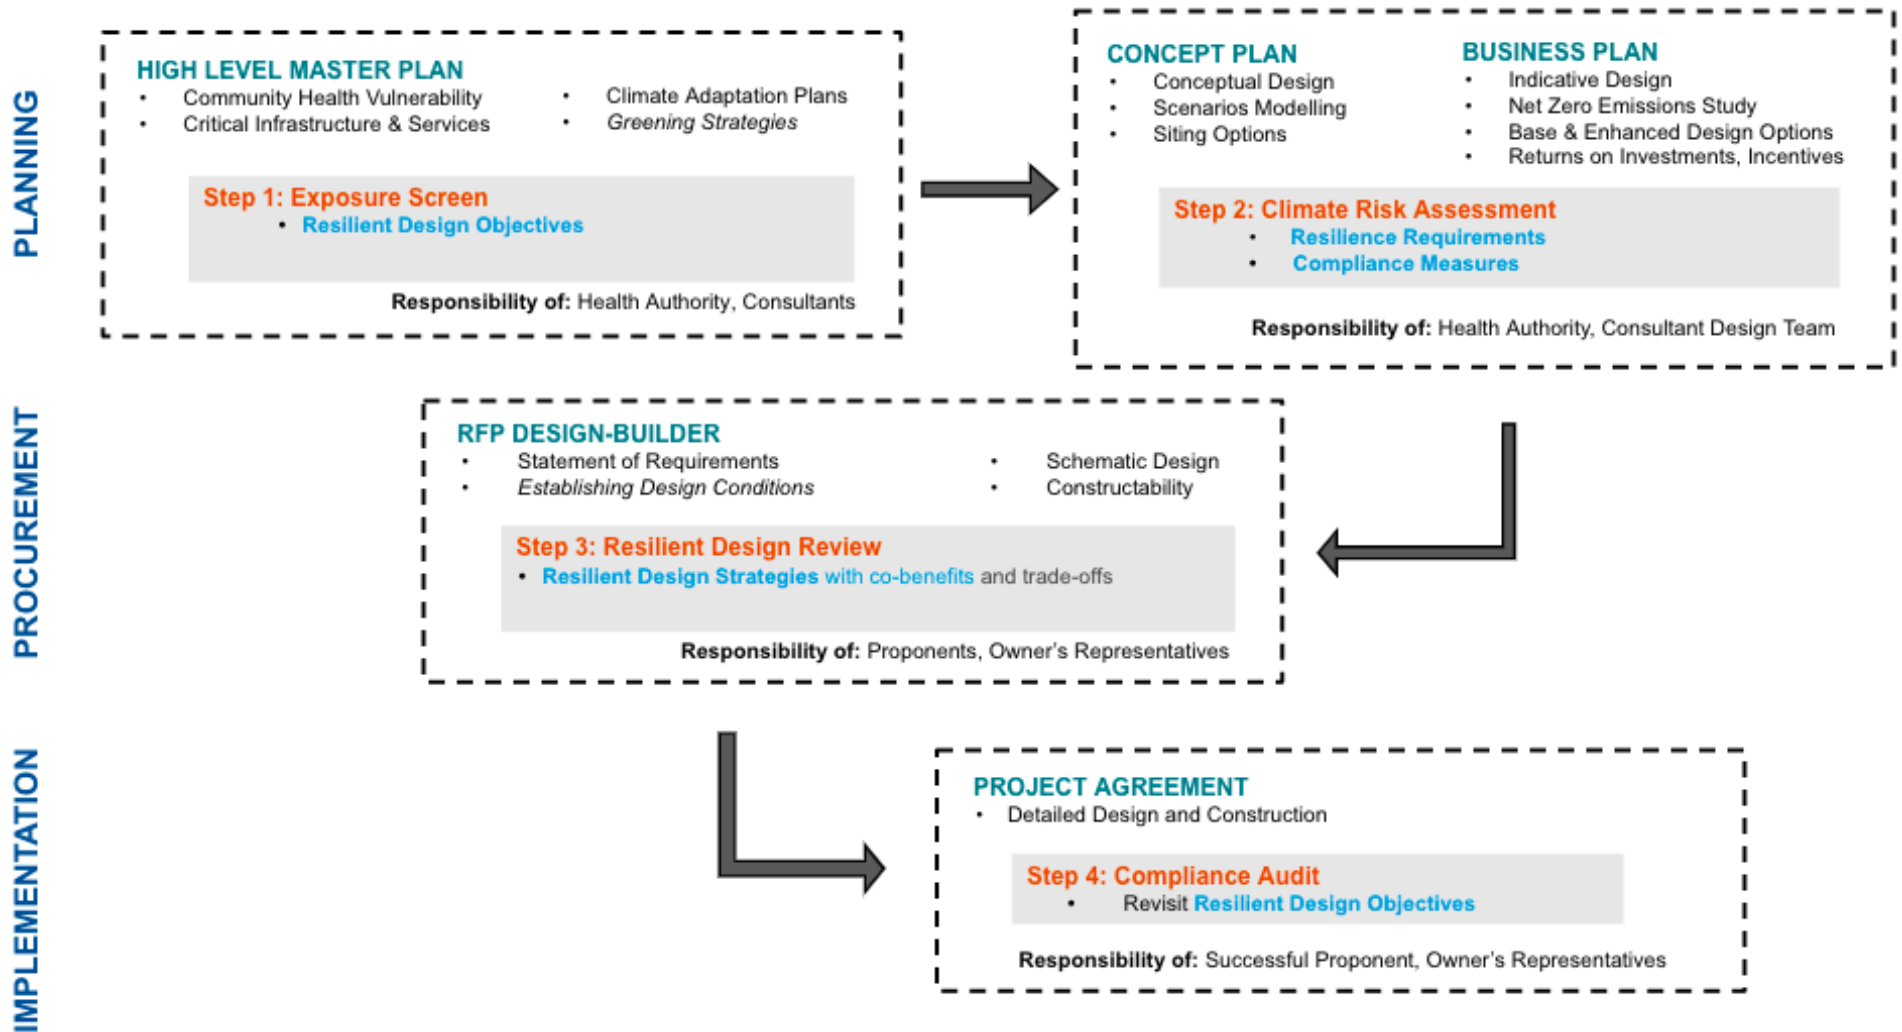 PLANNING
HIGH LEVEL MASTER PLAN
• Community Health Vulnerability
• Critical Infrastructure & Services
• Climate Adaptation Plans
• Greening Strategies
Step 1: Exposure Screen
• Resilient Design Objectives
Responsibility of: Health Authority, Consultants
CONCEPT PLAN
• Conceptual Design
• Scenarios Modelling
• Siting Options
BUSINESS PLAN
• Indicative Design
• Net Zero Emissions Study
• Base & Enhanced Design Options
• Returns on Investments, Incentives
Step 2: Climate Risk Assessment
• Resilience Requirements
• Compliance Measures
Responsibility of: Health Authority, Consultant Design Team
PROCUREMENT
RFP DESIGN-BUILDER
• Statement of Requirements
• Establishing Design Conditions
• Schematic Design
• Constructability
Step 3: Resilient Design Review
• Resilient Design Strategies with co-benefits and trade-offs
Responsibility of: Proponents, Owner's Representatives
IMPLEMENTATION
PROJECT AGREEMENT
• Detailed Design and Construction
Step 4: Compliance Audit
• Revisit Resilient Design Objectives
Responsibility of: Successful Proponent, Owner's Representatives